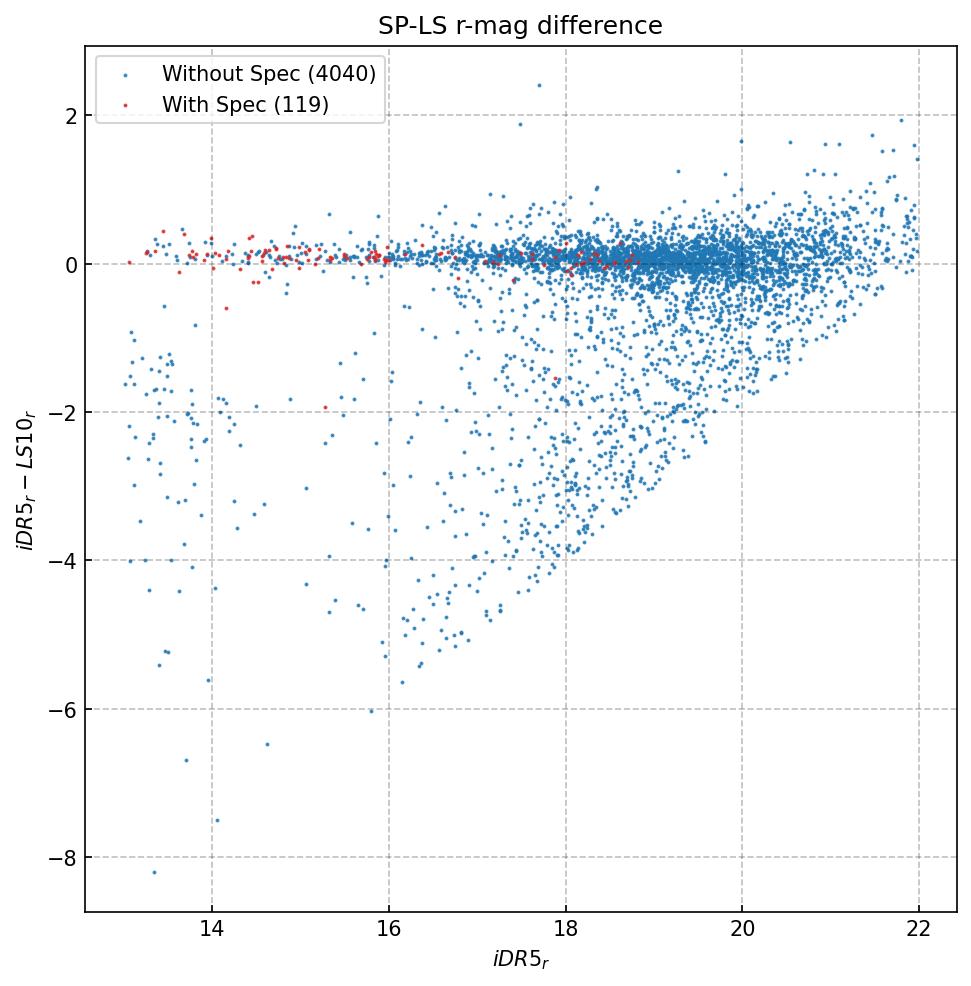 SP-LS r-mag difference
Without Spec (4040)
With Spec (119)
2
0
−2
−4
−6
−8
iDR5r − LS10r
14
16
18
20
22
iDR5r